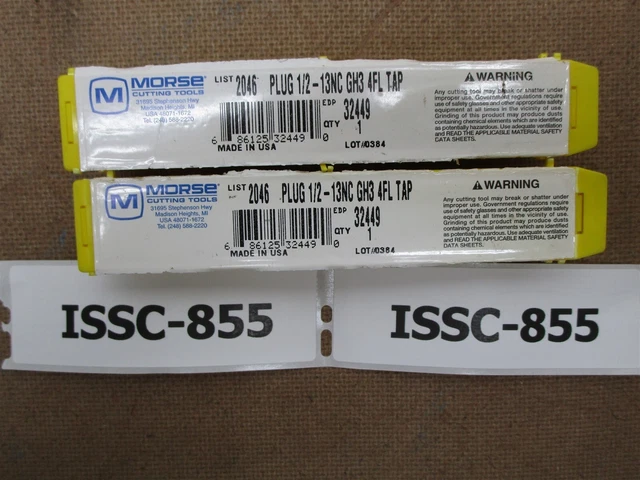 M MORSE
CUTTING TOOLS
31695 Stephenson Hwy
Madison Heights, MI
USA 48071-1672
Tel. (248) 588-2220
LIST 2046 PLUG 1/2-13NC GH3 4FL TAP
EDP 32449
QTY 1
6 86125 32449 0
MADE IN USA
LOT/0384
WARNING
Any cutting tool may break or shatter under
improper use. Government regulations require
use of safety glasses and other appropriate safety
equipment at all times in the vicinity of use.
Grinding of this product may produce dusts
containing chemical elements which are identified
as potentially hazardous. Use adequate ventilation
and READ THE APPLICABLE MATERIAL SAFETY
DATA SHEETS.
M MORSE
CUTTING TOOLS
31695 Stephenson Hwy
Madison Heights, MI
USA 48071-1672
Tel. (248) 588-2220
LIST 2046 PLUG 1/2-13NC GH3 4FL TAP
EDP 32449
QTY 1
6 86125 32449 0
MADE IN USA
LOT/0384
WARNING
Any cutting tool may break or shatter under
improper use. Government regulations require
use of safety glasses and other appropriate safety
equipment at all times in the vicinity of use.
Grinding of this product may produce dusts
containing chemical elements which are identified
as potentially hazardous. Use adequate ventilation
and READ THE APPLICABLE MATERIAL SAFETY
DATA SHEETS.
ISSC-855
ISSC-855